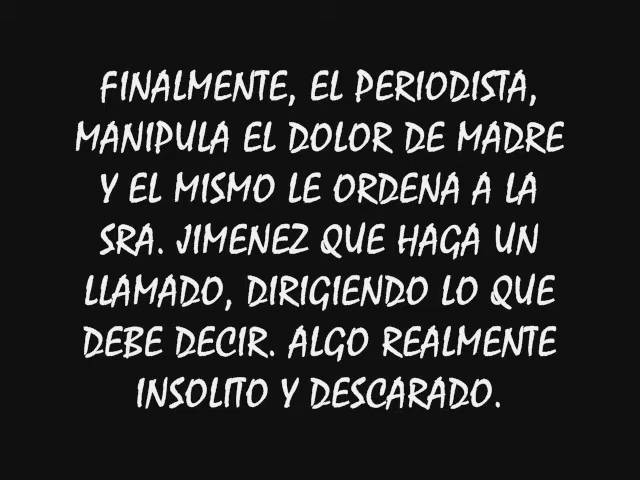 FINALMENTE, EL PERIODISTA,
MANIPULA EL DOLOR DE MADRE
Y EL MISMO LE ORDENA A LA
SRA. JIMENEZ QUE HAGA UN
LLAMADO, DIRIGIENDO LO QUE
DEBE DECIR. ALGO REALMENTE
INSOLITO Y DESCARADO.